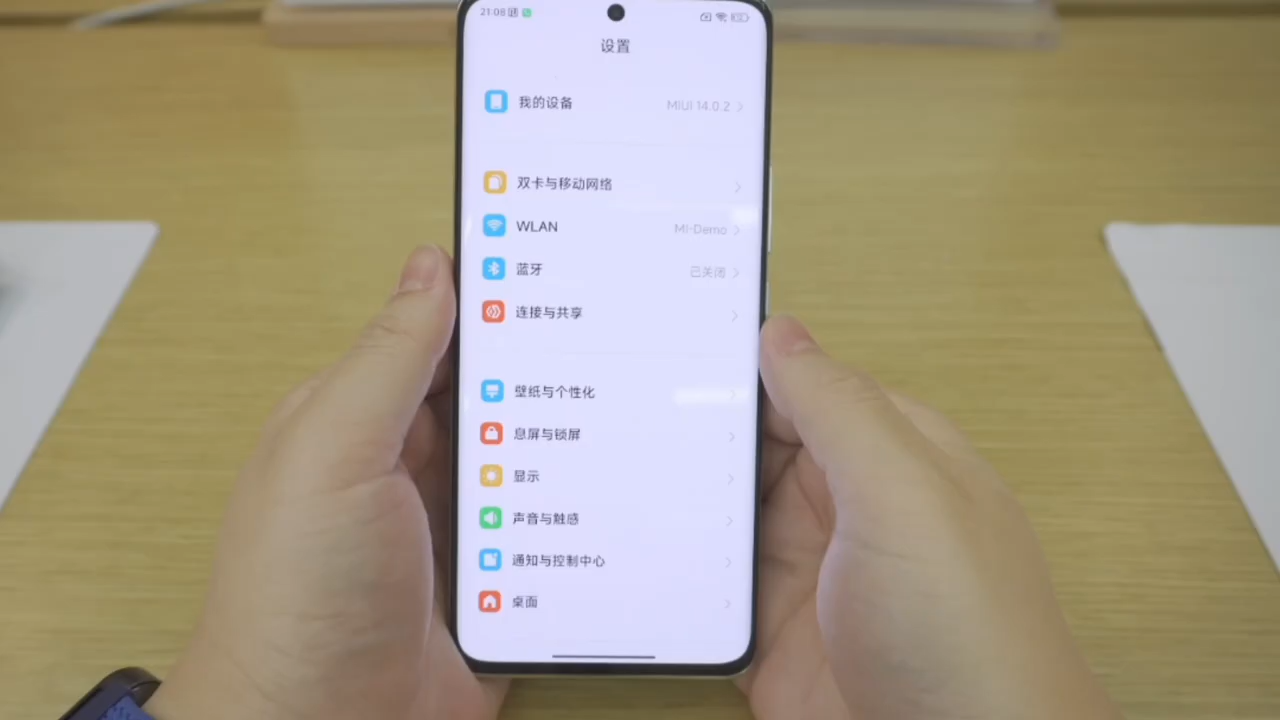 21:08
设置
我的设备 MIUI 14.0.2
双卡与移动网络
WLAN MI-Demo
蓝牙 已关闭
连接与共享
壁纸与个性化
息屏与锁屏
显示
声音与触感
通知与控制中心
桌面